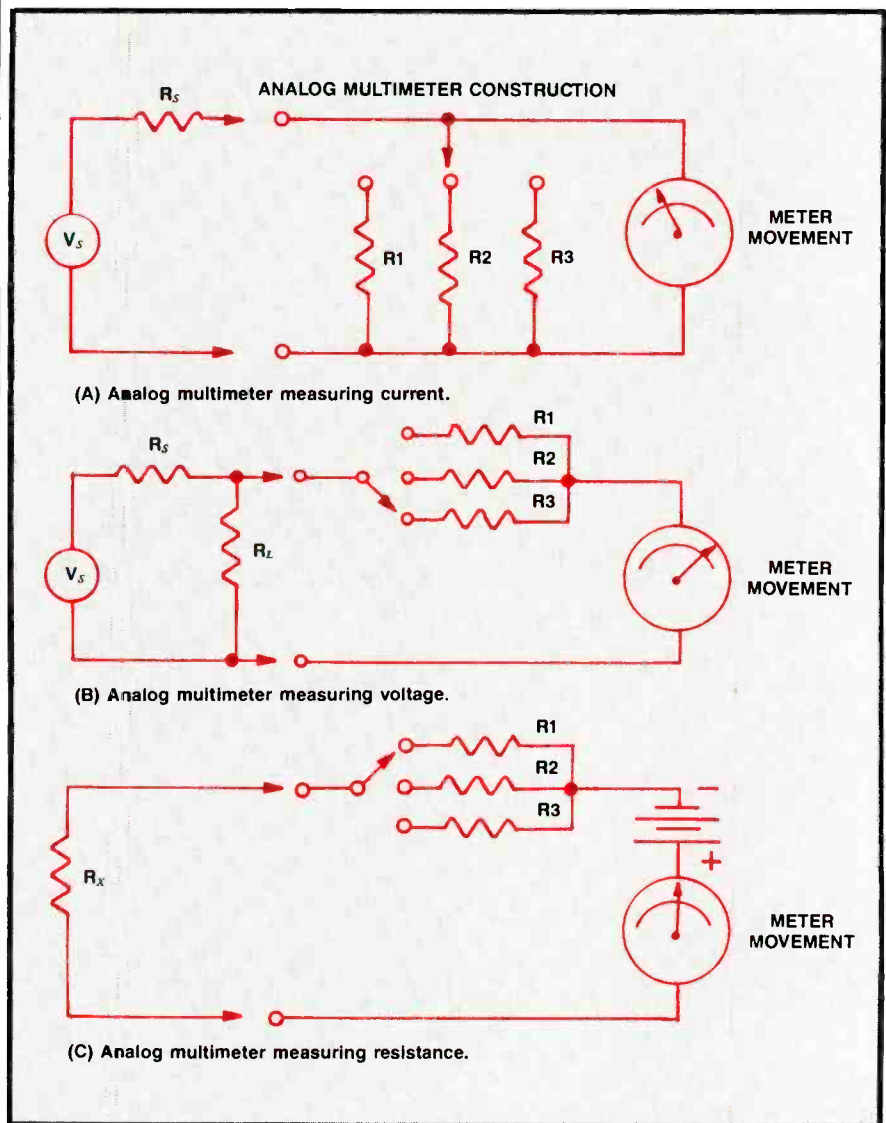 ANALOG MULTIMETER CONSTRUCTION
RS
VS
R1
R2
R3
METER
MOVEMENT
(A) Analog multimeter measuring current.
RS
VS
RL
R1
R2
R3
METER
MOVEMENT
(B) Analog multimeter measuring voltage.
RX
R1
R2
R3
−
+
METER
MOVEMENT
(C) Analog multimeter measuring resistance.